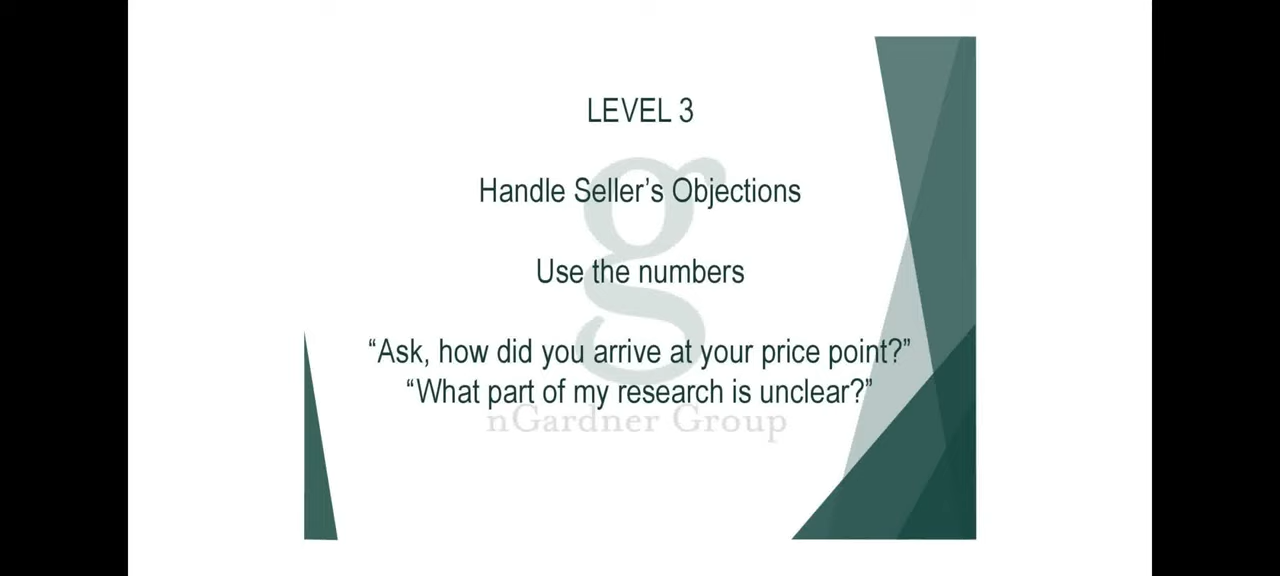 LEVEL 3
Handle Seller's Objections
Use the numbers
“Ask, how did you arrive at your price point?”
“What part of my research is unclear?”
g
nGardner Group